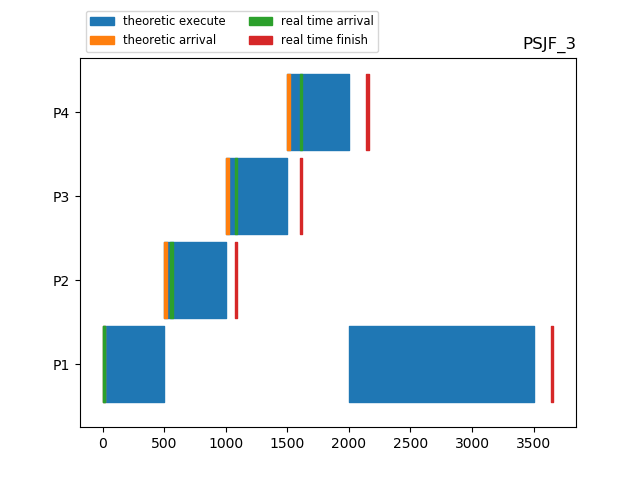 theoretic execute
theoretic arrival
real time arrival
real time finish
PSJF_3
P4
P3
P2
P1
0 500 1000 1500 2000 2500 3000 3500